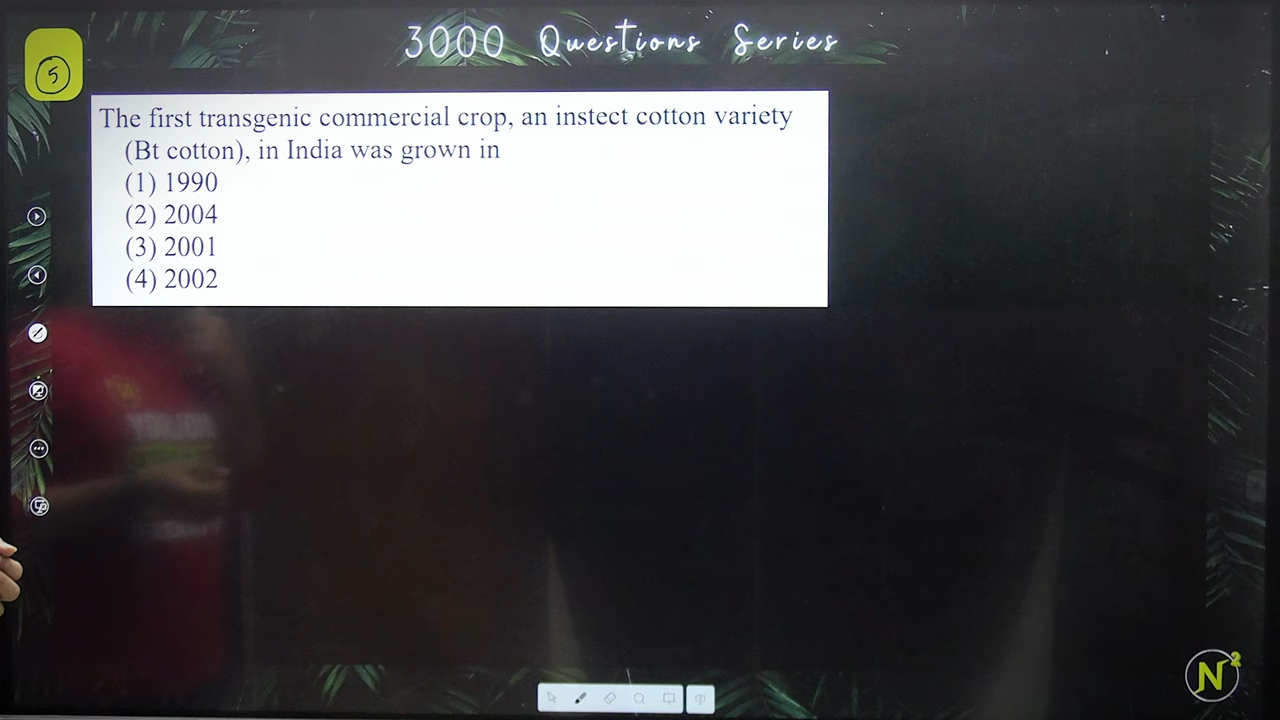 3000 Questions Series
5
The first transgenic commercial crop, an instect cotton variety
(Bt cotton), in India was grown in
(1) 1990
(2) 2004
(3) 2001
(4) 2002
N2